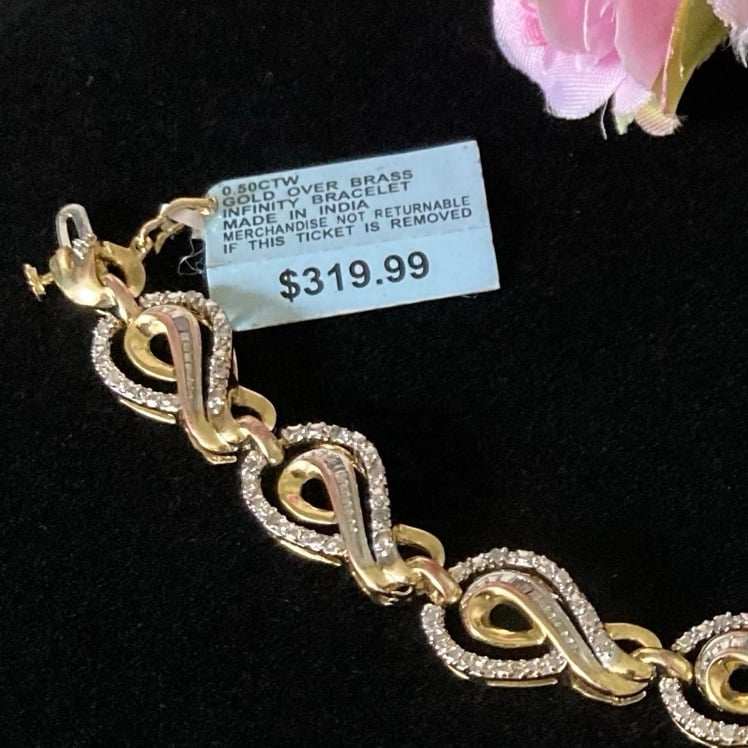 0.50CTW
GOLD OVER BRASS
INFINITY BRACELET
MADE IN INDIA
MERCHANDISE NOT RETURNABLE
IF THIS TICKET IS REMOVED
$319.99